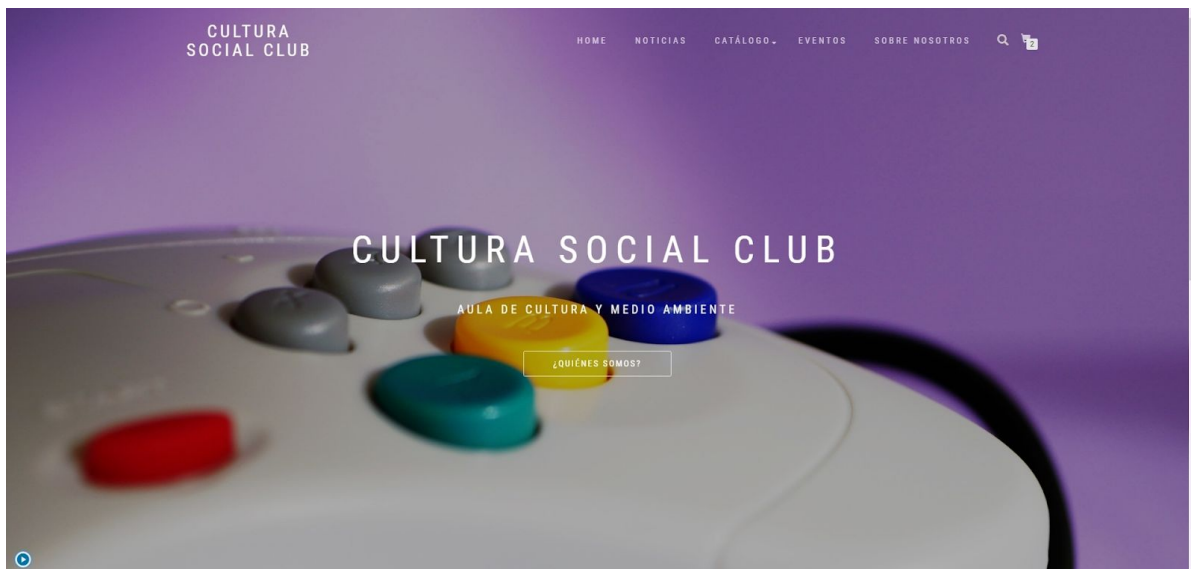 CULTURA
SOCIAL CLUB
HOME NOTICIAS CATÁLOGO EVENTOS SOBRE NOSOTROS 2
CULTURA SOCIAL CLUB
AULA DE CULTURA Y MEDIO AMBIENTE
¿QUIÉNES SOMOS?